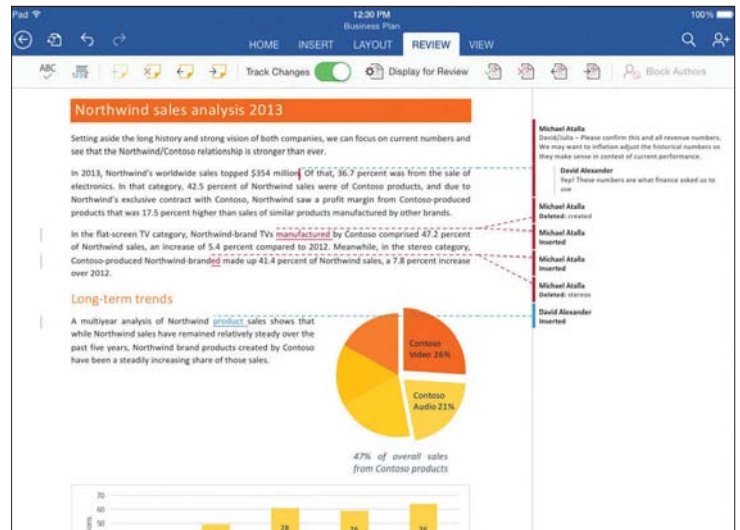 Pad
12:30 PM
100%
Business Plan
HOME INSERT LAYOUT REVIEW VIEW
ABC
Track Changes
Display for Review
Block Authors
Northwind sales analysis 2013
Setting aside the long history and strong vision of both companies, we can focus on current numbers and
see that the Northwind/Contoso relationship is stronger than ever.
In 2013, Northwind's worldwide sales topped $354 million. Of that, 36.7 percent was from the sale of
electronics. In that category, 42.5 percent of Northwind sales were of Contoso products, and due to
Northwind's exclusive contract with Contoso, Northwind saw a profit margin from Contoso-produced
products that was 17.5 percent higher than sales of similar products manufactured by other brands.
In the flat-screen TV category, Northwind-brand TVs manufactured by Contoso comprised 47.2 percent
of Northwind sales, an increase of 5.4 percent compared to 2012. Meanwhile, in the stereo category,
Contoso-produced Northwind-branded made up 41.4 percent of Northwind sales, a 7.8 percent increase
over 2012.
Long-term trends
A multiyear analysis of Northwind product sales shows that
while Northwind sales have remained relatively steady over the
past five years, Northwind brand products created by Contoso
have been a steadily increasing share of those sales.
Contoso
Video 26%
Contoso
Audio 21%
47% of overall sales
from Contoso products
70
60
50
28
26
36
Michael Atalla
David/Julia – Please confirm this and all revenue numbers.
We may want to inflation adjust the historical numbers so
they make sense in context of current performance.
David Alexander
Yep! These numbers are what finance asked us to
use
Michael Atalla
Deleted: created
Michael Atalla
Inserted
Michael Atalla
Inserted
Michael Atalla
Deleted: stereos
David Alexander
Inserted